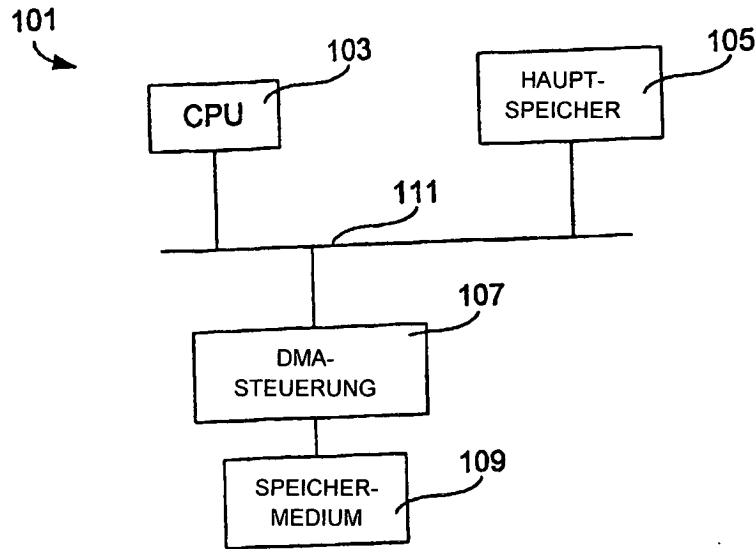 101
103
CPU
105
HAUPT-
SPEICHER
111
107
DMA-
STEUERUNG
109
SPEICHER-
MEDIUM